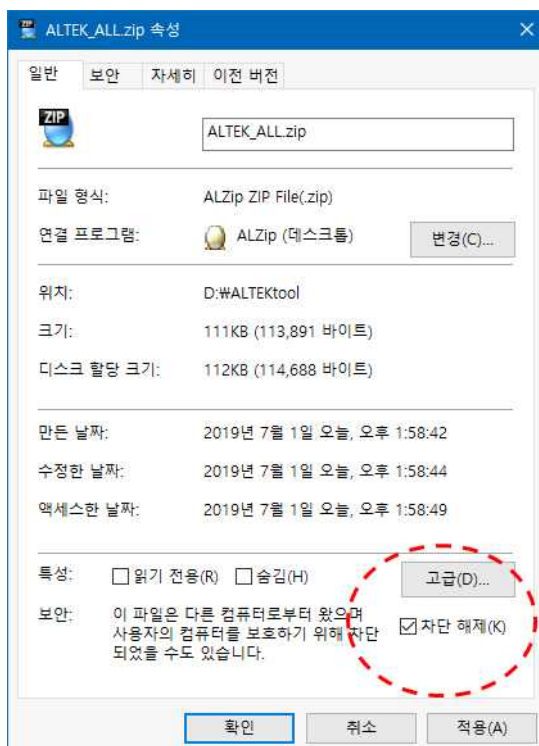 ALTEK_ALL.zip 속성
일반 보안 자세히 이전 버전
ZIP
ALTEK_ALL.zip
파일 형식: ALZip ZIP File(.zip)
연결 프로그램: ALZip (데스크톱) 변경(C)...
위치: D:₩ALTEKtool
크기: 111KB (113,891 바이트)
디스크 할당 크기: 112KB (114,688 바이트)
만든 날짜: 2019년 7월 1일 오늘, 오후 1:58:42
수정한 날짜: 2019년 7월 1일 오늘, 오후 1:58:44
액세스한 날짜: 2019년 7월 1일 오늘, 오후 1:58:49
특성: 읽기 전용(R) 숨김(H) 고급(D)...
보안: 이 파일은 다른 컴퓨터로부터 왔으며
사용자의 컴퓨터를 보호하기 위해 차단 차단 해제(K)
되었을 수도 있습니다.
확인 취소 적용(A)